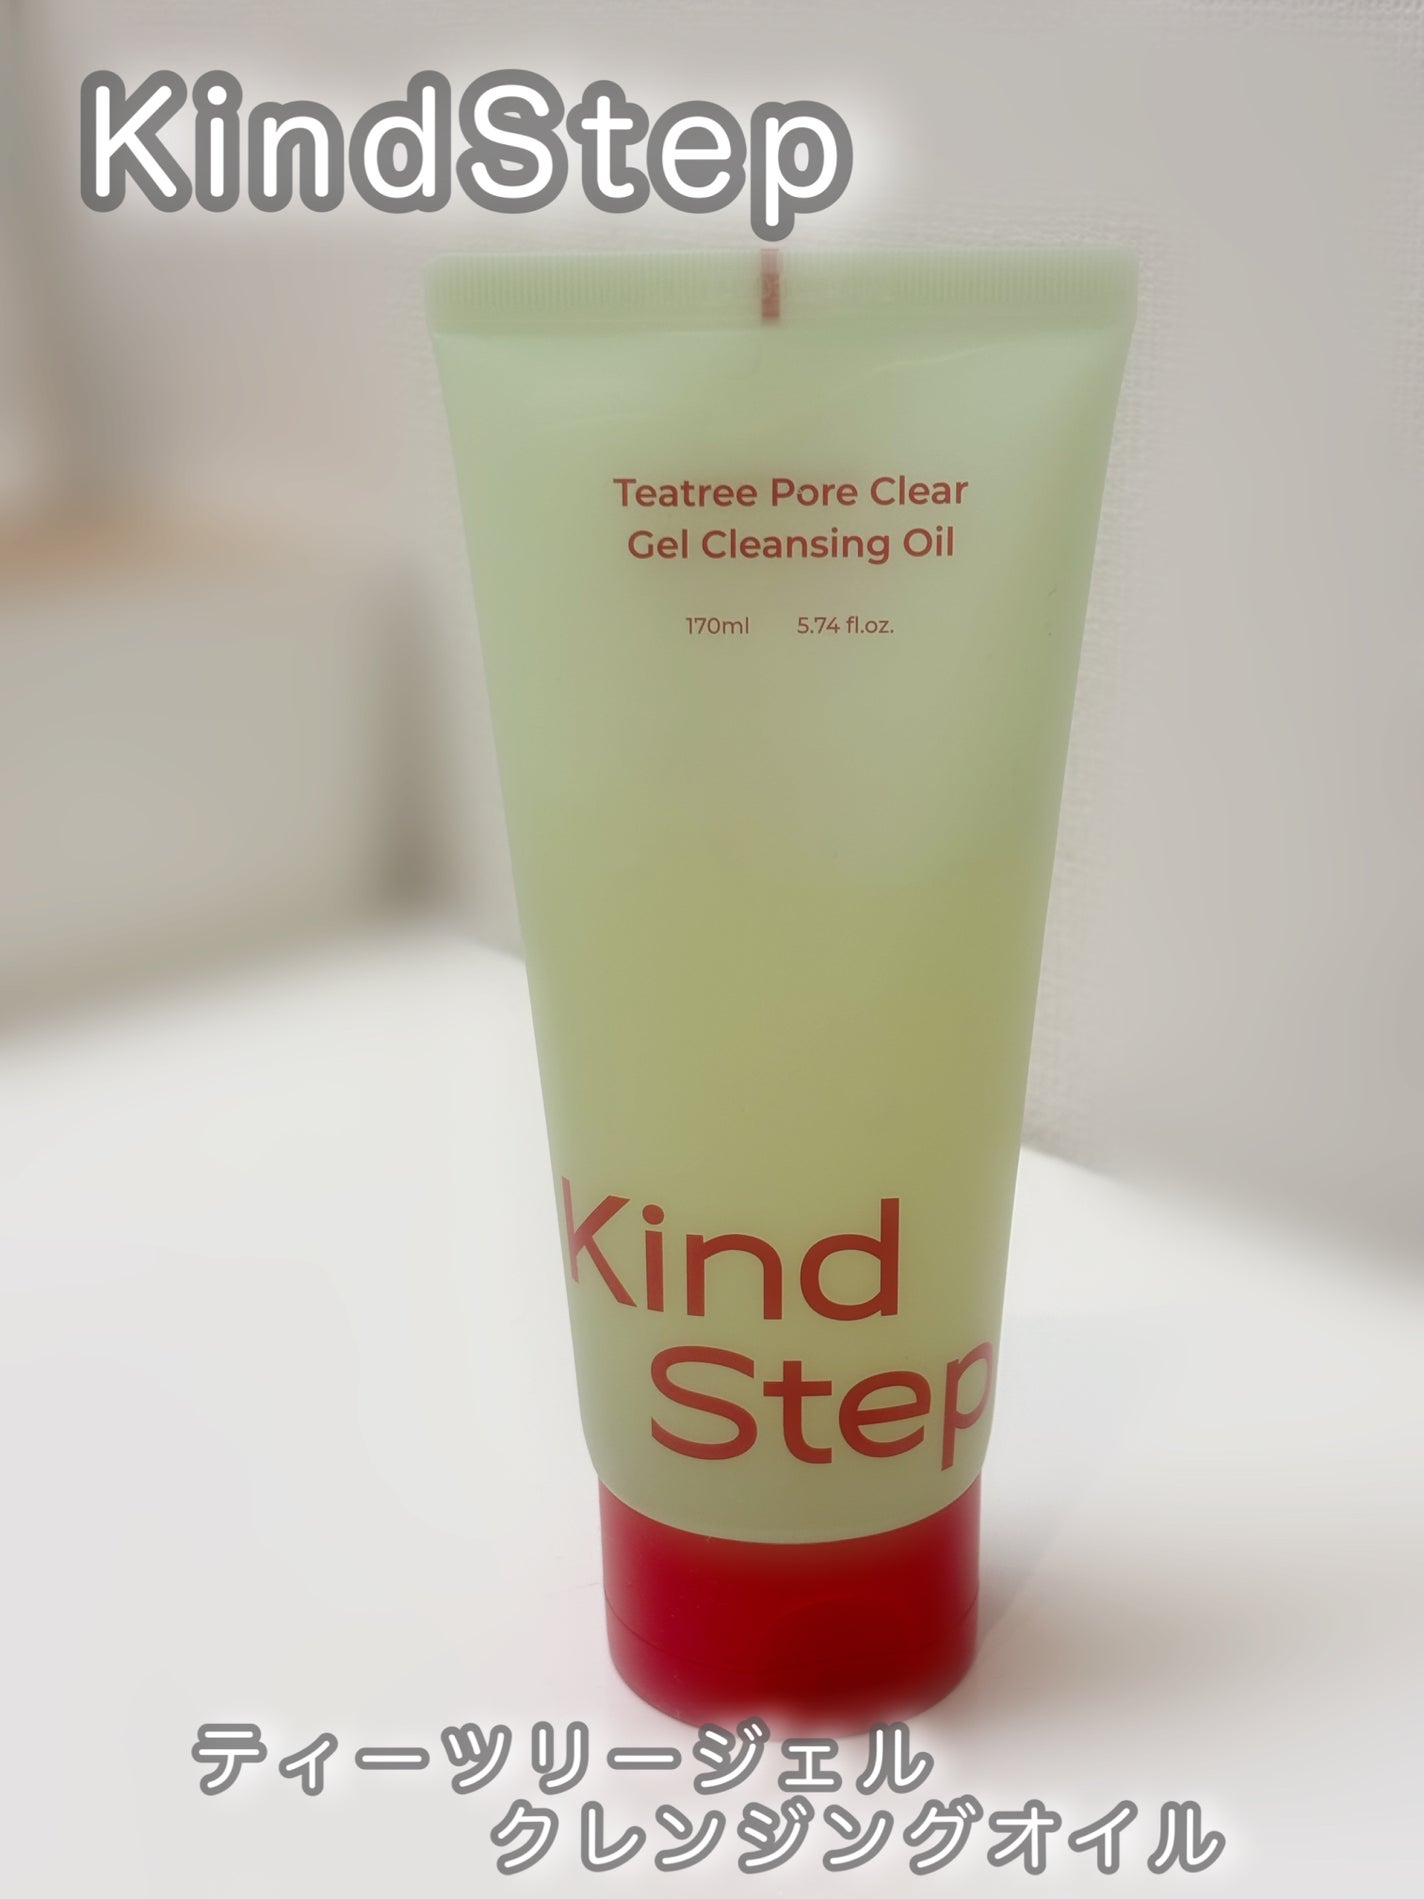 KindStep
Teatree Pore Clear
Gel Cleansing Oil
170ml 5.74 fl.oz.
Kind
Step
ティーツリージェル
クレンジングオイル